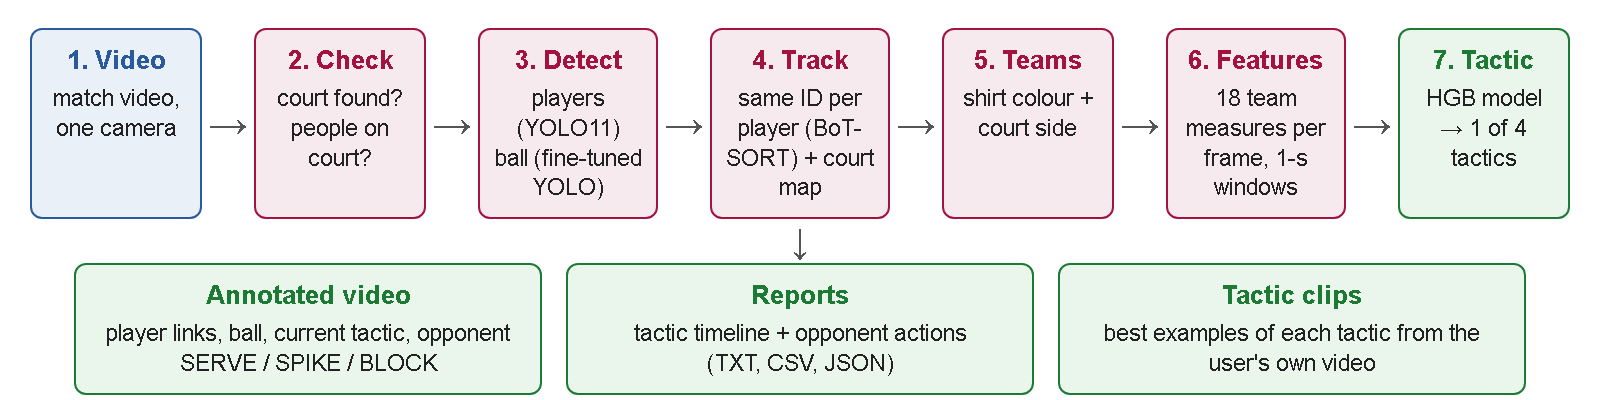 1. Video
match video,
one camera
2. Check
court found?
people on
court?
3. Detect
players
(YOLO11)
ball (fine-tuned
YOLO)
4. Track
same ID per
player (BoT-
SORT) + court
map
5. Teams
shirt colour +
court side
6. Features
18 team
measures per
frame, 1-s
windows
7. Tactic
HGB model
→ 1 of 4
tactics
Annotated video
player links, ball, current tactic, opponent
SERVE / SPIKE / BLOCK
Reports
tactic timeline + opponent actions
(TXT, CSV, JSON)
Tactic clips
best examples of each tactic from the
user's own video